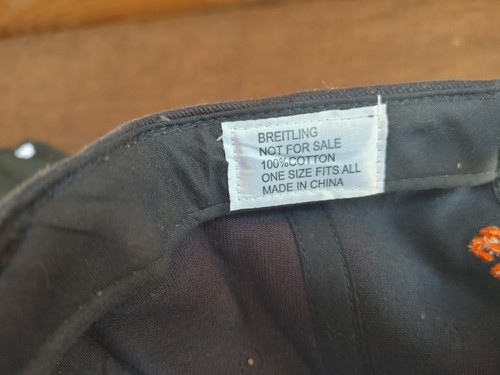 BREITLING
NOT FOR SALE
100%COTTON
ONE SIZE FITS ALL
MADE IN CHINA